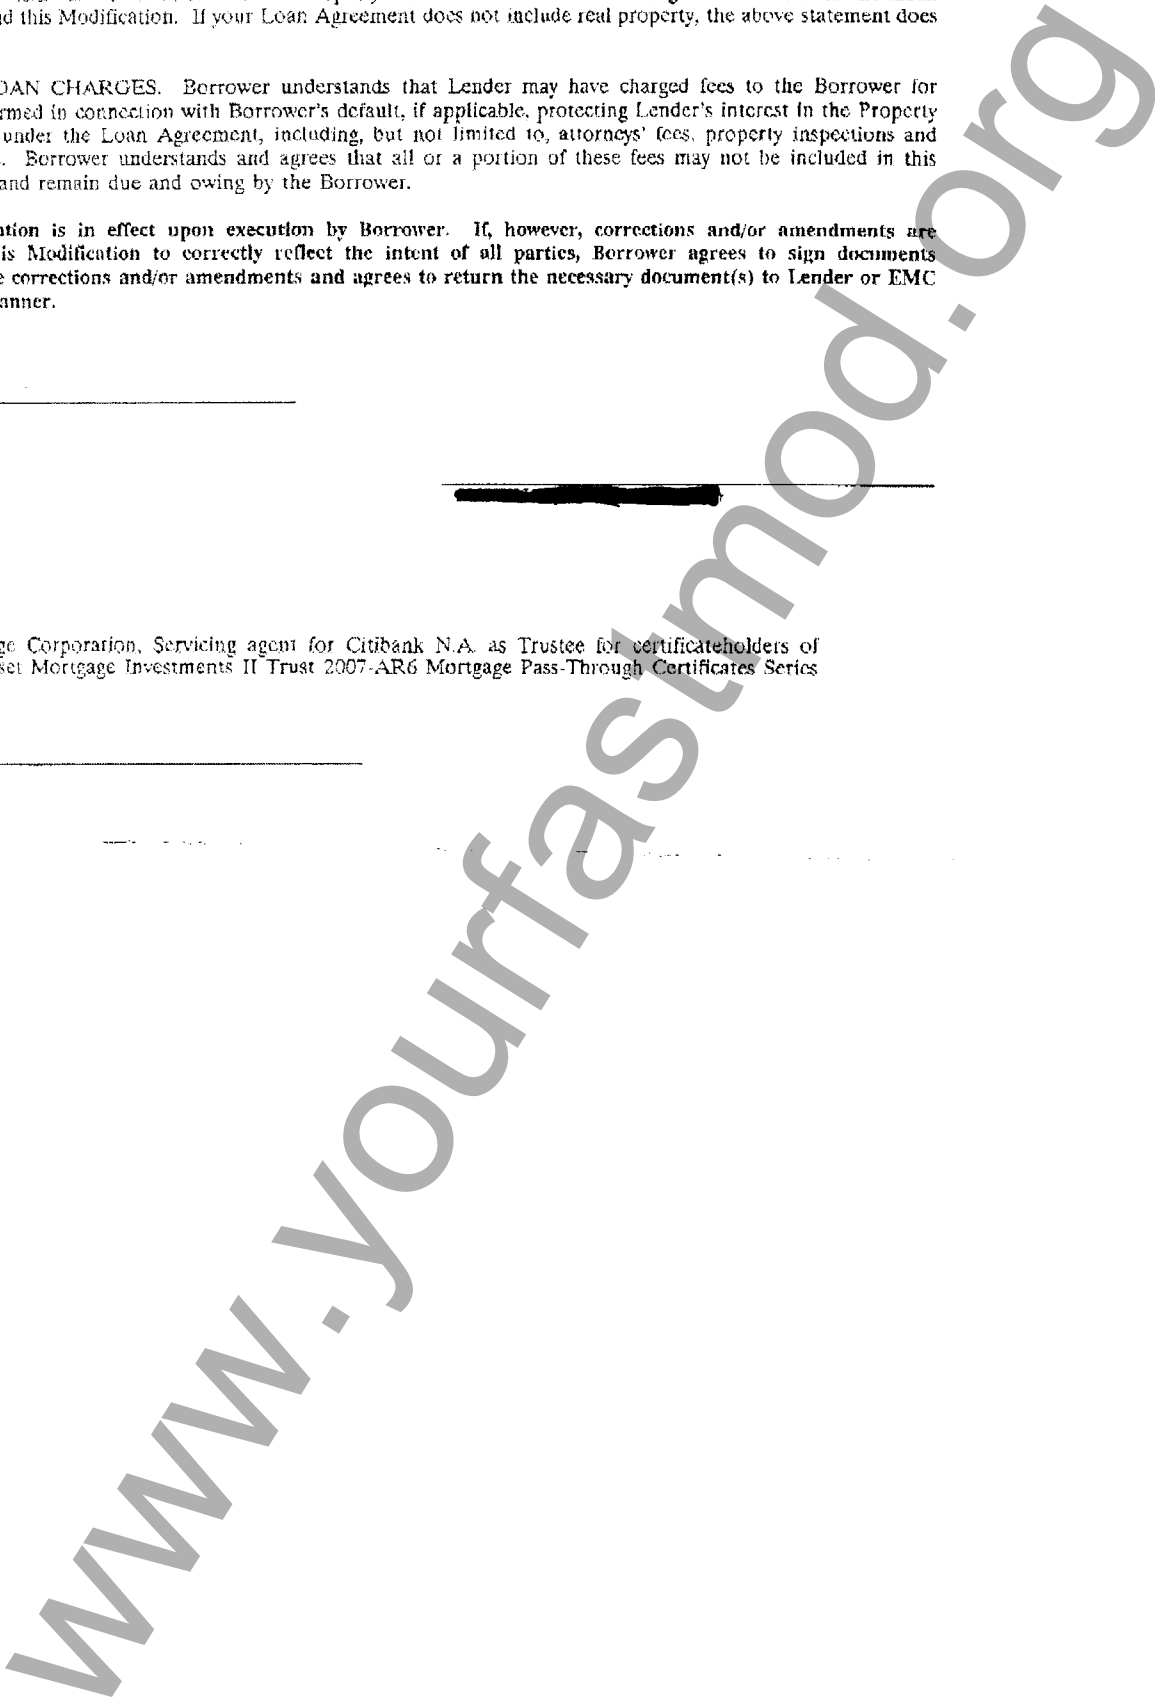 d this Modification. If your Loan Agreement does not include real property, the above statement does
OAN CHARGES. Borrower understands that Lender may have charged fees to the Borrower for
rmed in connection with Borrower's default, if applicable, protecting Lender's interest in the Property
under the Loan Agreement, including, but not limited to, attorneys' fees, property inspections and
. Borrower understands and agrees that all or a portion of these fees may not be included in this
and remain due and owing by the Borrower.
ation is in effect upon execution by Borrower. If, however, corrections and/or amendments are
is Modification to correctly reflect the intent of all parties, Borrower agrees to sign documents
e corrections and/or amendments and agrees to return the necessary document(s) to Lender or EMC
anner.
ge Corporation, Servicing agent for Citibank N.A. as Trustee for certificateholders of
set Mortgage Investments II Trust 2007-AR6 Mortgage Pass-Through Certificates Series
www.yourfastmod.org